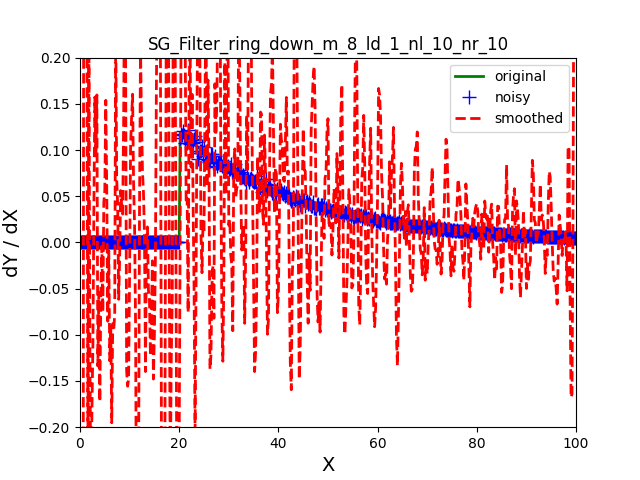 SG_Filter_ring_down_m_8_ld_1_nl_10_nr_10
original
noisy
smoothed
dY / dX
0.20
0.15
0.10
0.05
0.00
−0.05
−0.10
−0.15
−0.20
0 20 40 60 80 100
X